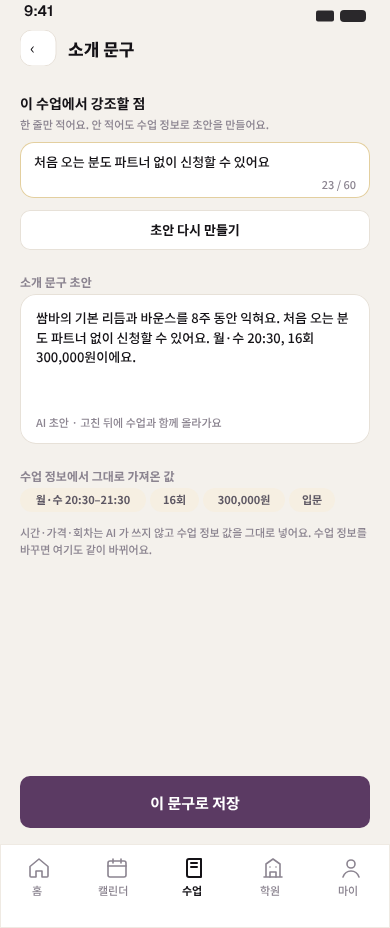 9:41
‹ 소개 문구
이 수업에서 강조할 점
한 줄만 적어요. 안 적어도 수업 정보로 초안을 만들어요.
처음 오는 분도 파트너 없이 신청할 수 있어요
23 / 60
초안 다시 만들기
소개 문구 초안
쌈바의 기본 리듬과 바운스를 8주 동안 익혀요. 처음 오는 분
도 파트너 없이 신청할 수 있어요. 월·수 20:30, 16회
300,000원이에요.
AI 초안 · 고친 뒤에 수업과 함께 올라가요
수업 정보에서 그대로 가져온 값
월·수 20:30–21:30 16회 300,000원 입문
시간·가격·회차는 AI 가 쓰지 않고 수업 정보 값을 그대로 넣어요. 수업 정보를
바꾸면 여기도 같이 바뀌어요.
이 문구로 저장
홈 캘린더 수업 학원 마이